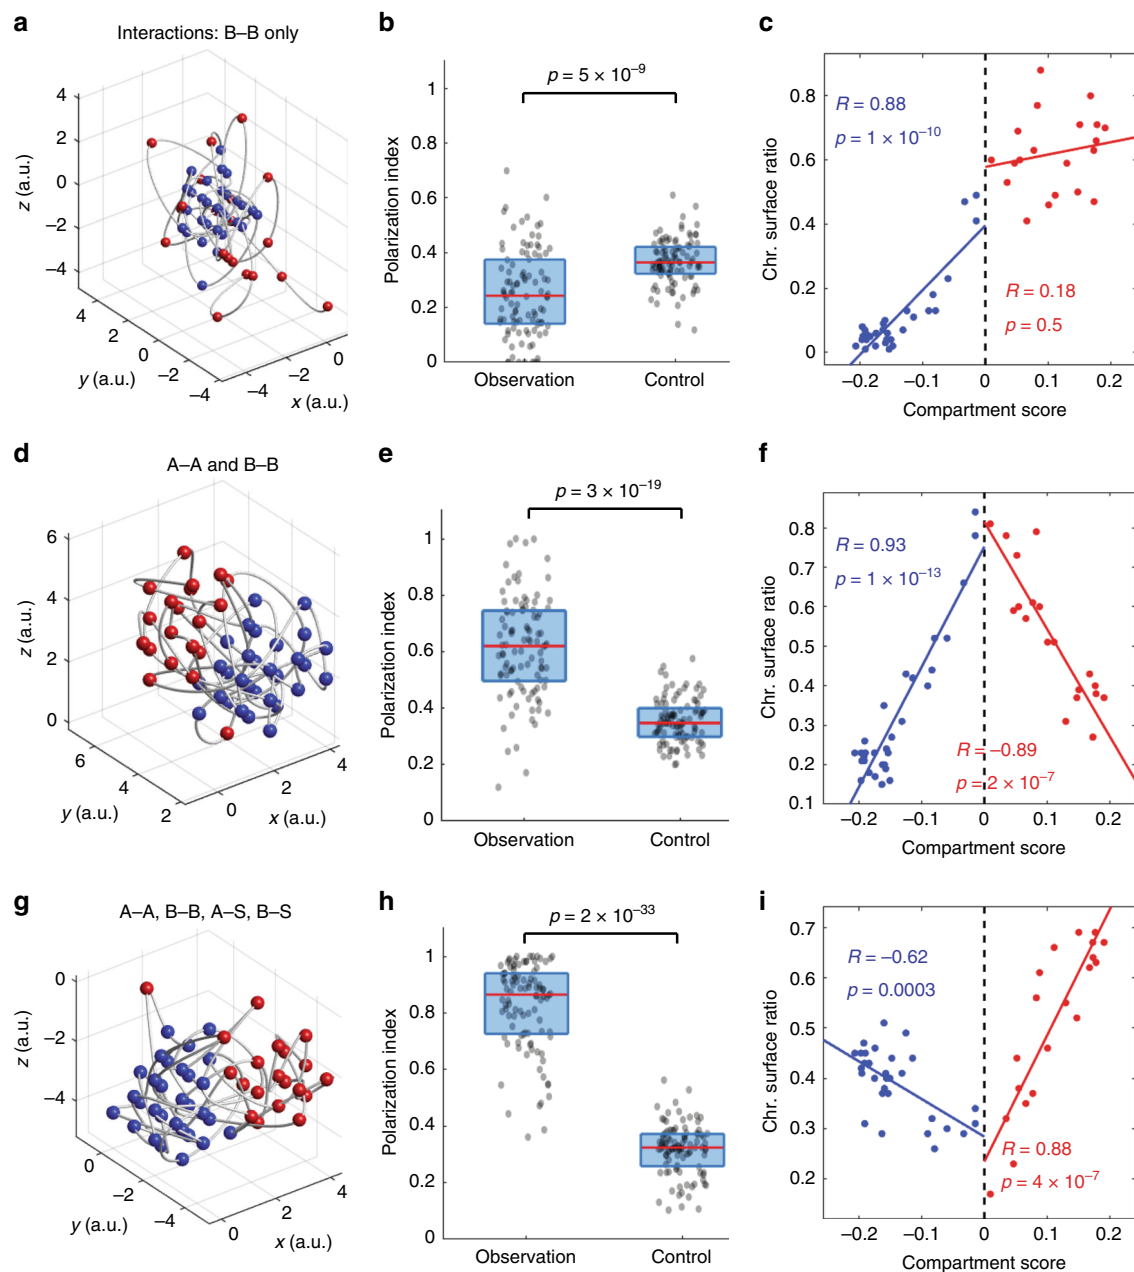 a
Interactions: B–B only
4
2
0
−2
−4
z (a.u.)
4
2
0
−2
−4
y (a.u.)
−4
−2
0
x (a.u.)
b
p = 5 × 10⁻⁹
1
0.8
0.6
0.4
0.2
0
Polarization index
Observation
Control
c
R = 0.88
p = 1 × 10⁻¹⁰
R = 0.18
p = 0.5
0.8
0.6
0.4
0.2
0
Chr. surface ratio
−0.2
−0.1
0
0.1
0.2
Compartment score
d
A–A and B–B
6
4
2
0
z (a.u.)
6
4
2
y (a.u.)
0
2
4
x (a.u.)
e
p = 3 × 10⁻¹⁹
1
0.8
0.6
0.4
0.2
0
Polarization index
Observation
Control
f
R = 0.93
p = 1 × 10⁻¹³
R = −0.89
p = 2 × 10⁻⁷
0.8
0.7
0.6
0.5
0.4
0.3
0.2
0.1
Chr. surface ratio
−0.2
−0.1
0
0.1
0.2
Compartment score
g
A–A, B–B, A–S, B–S
0
−2
−4
z (a.u.)
0
−2
−4
y (a.u.)
0
2
4
x (a.u.)
h
p = 2 × 10⁻³³
1
0.8
0.6
0.4
0.2
0
Polarization index
Observation
Control
i
R = −0.62
p = 0.0003
R = 0.88
p = 4 × 10⁻⁷
0.7
0.6
0.5
0.4
0.3
0.2
Chr. surface ratio
−0.2
−0.1
0
0.1
0.2
Compartment score